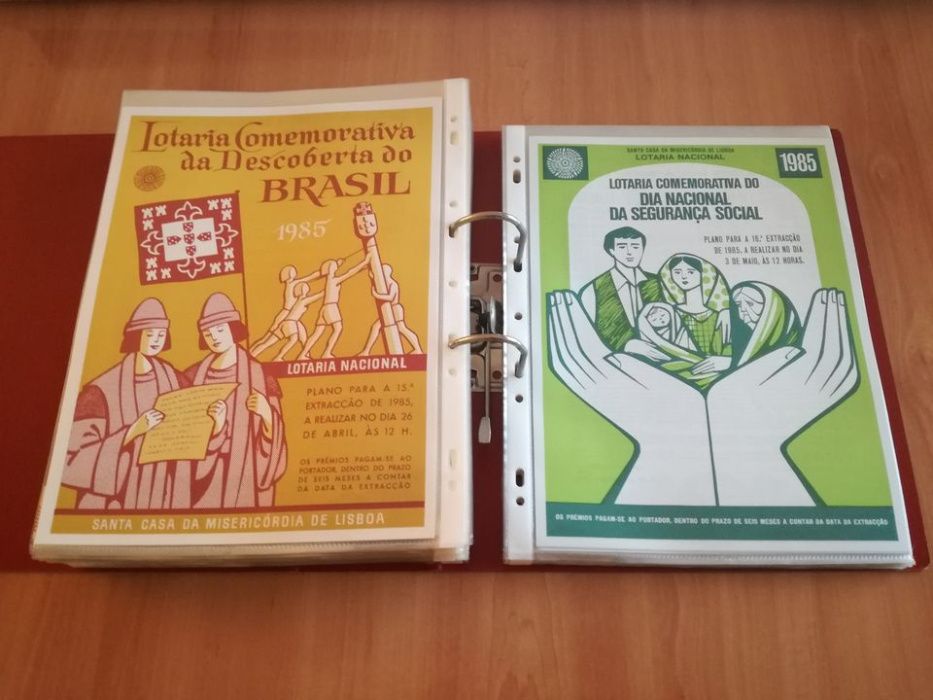 Lotaria Comemorativa
da Descoberta do
BRASIL
1985
LOTARIA NACIONAL
PLANO PARA A 15.ª
EXTRACÇÃO DE 1985,
A REALIZAR NO DIA 26
DE ABRIL, ÀS 12 H.
OS PRÉMIOS PAGAM-SE AO
PORTADOR, DENTRO DO PRAZO
DE SEIS MESES A CONTAR
DA DATA DA EXTRACÇÃO
SANTA CASA DA MISERICÓRDIA DE LISBOA
SANTA CASA DA MISERICÓRDIA DE LISBOA
LOTARIA NACIONAL
1985
LOTARIA COMEMORATIVA DO
DIA NACIONAL
DA SEGURANÇA SOCIAL
PLANO PARA A 16.ª EXTRACÇÃO
DE 1985, A REALIZAR NO DIA
3 DE MAIO, ÀS 12 HORAS.
OS PRÉMIOS PAGAM-SE AO PORTADOR, DENTRO DO PRAZO DE SEIS MESES A CONTAR DA DATA DA EXTRACÇÃO